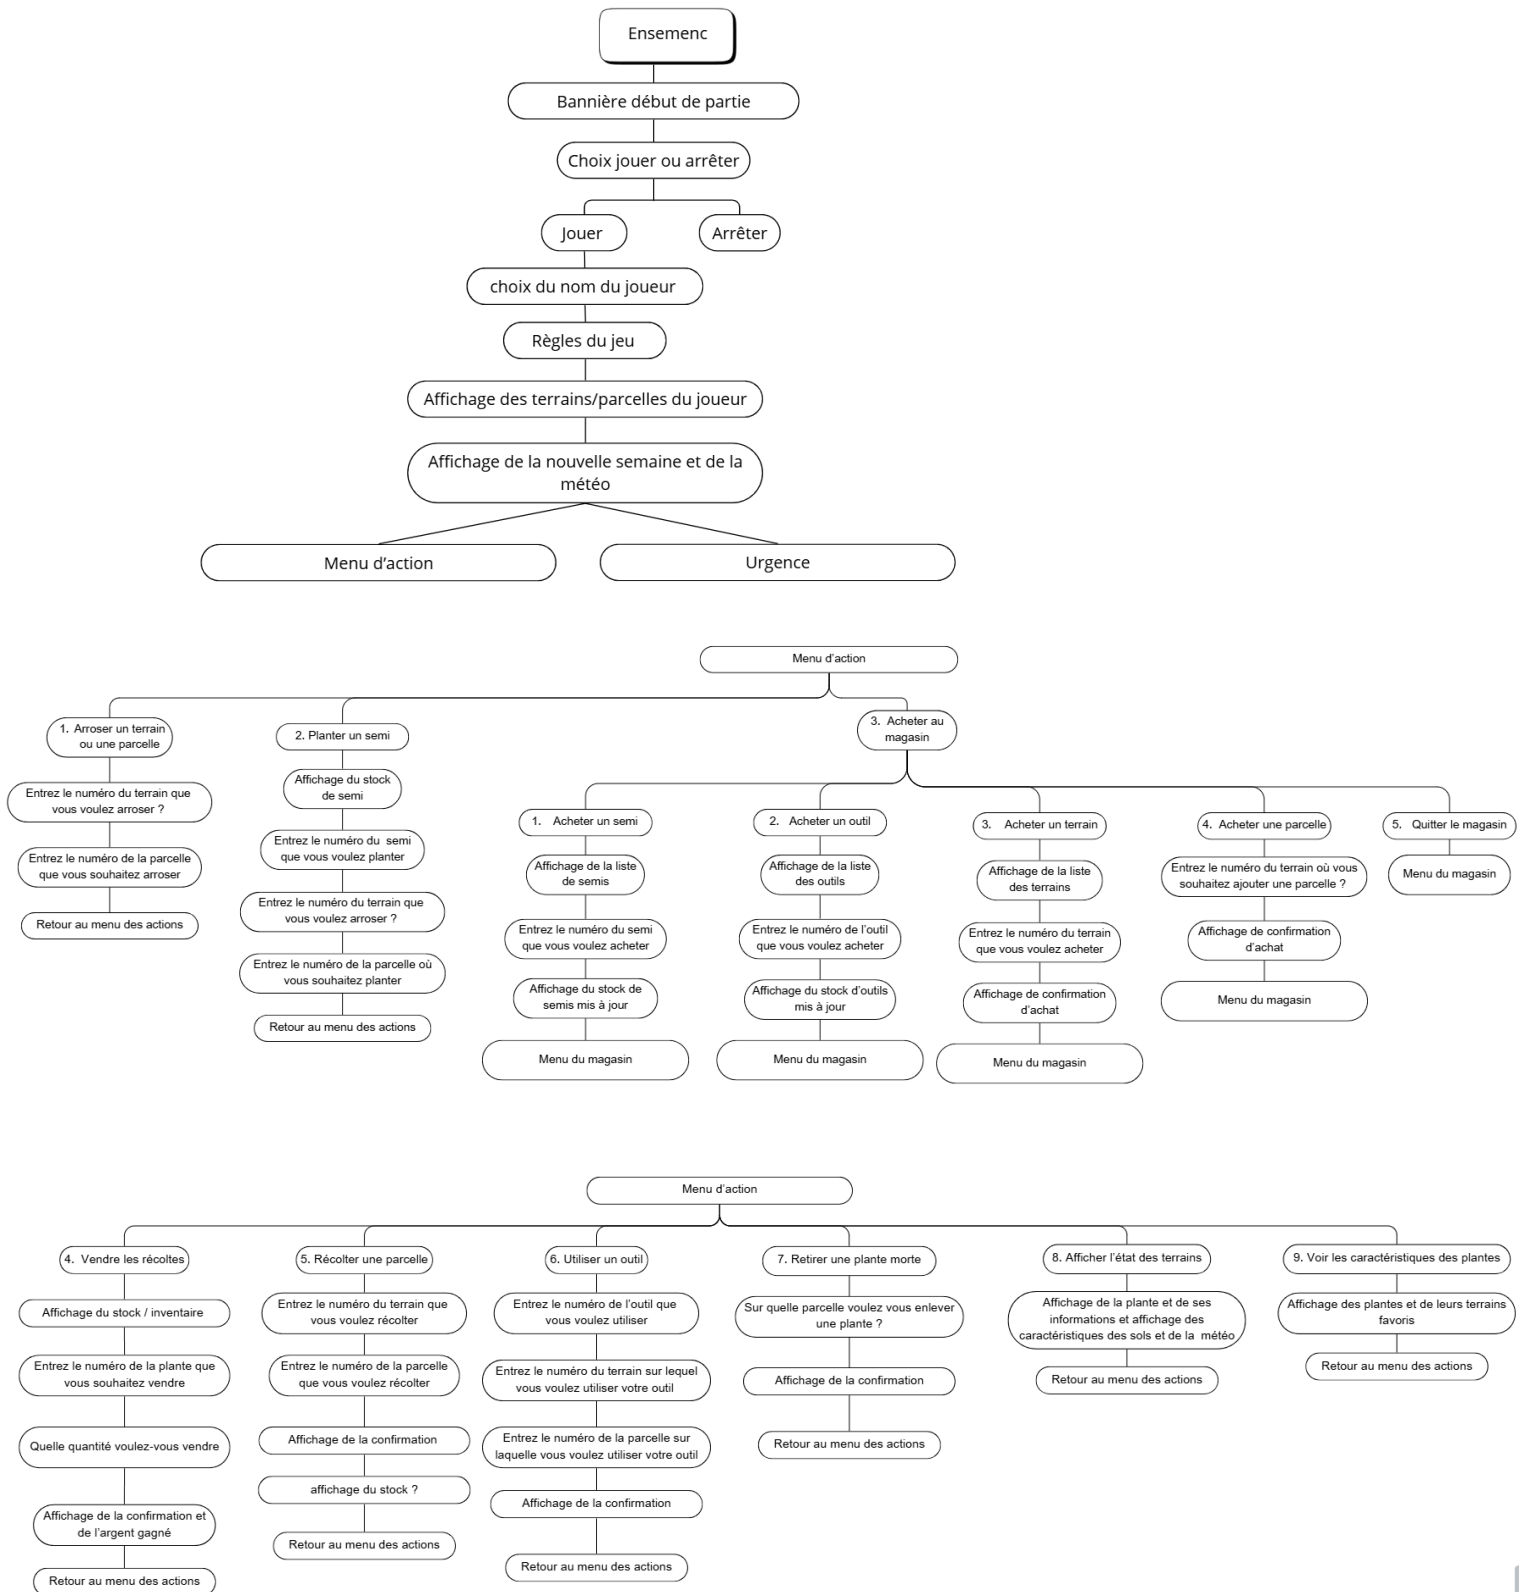 Ensemenc
Bannière début de partie
Choix jouer ou arrêter
Jouer
Arrêter
choix du nom du joueur
Règles du jeu
Affichage des terrains/parcelles du joueur
Affichage de la nouvelle semaine et de la
météo
Menu d’action
Urgence
Menu d’action
1. Arroser un terrain
ou une parcelle
Entrez le numéro du terrain que
vous voulez arroser ?
Entrez le numéro de la parcelle
que vous souhaitez arroser
Retour au menu des actions
2. Planter un semi
Affichage du stock
de semi
Entrez le numéro du semi
que vous voulez planter
Entrez le numéro du terrain que
vous voulez arroser ?
Entrez le numéro de la parcelle où
vous souhaitez planter
Retour au menu des actions
3. Acheter au
magasin
1. Acheter un semi
Affichage de la liste
de semis
Entrez le numéro du semi
que vous voulez acheter
Affichage du stock de
semis mis à jour
Menu du magasin
2. Acheter un outil
Affichage de la liste
des outils
Entrez le numéro de l’outil
que vous voulez acheter
Affichage du stock d’outils
mis à jour
Menu du magasin
3. Acheter un terrain
Affichage de la liste
des terrains
Entrez le numéro du terrain
que vous voulez acheter
Affichage de confirmation
d’achat
Menu du magasin
4. Acheter une parcelle
Entrez le numéro du terrain où vous
souhaitez ajouter une parcelle ?
Affichage de confirmation
d’achat
Menu du magasin
5. Quitter le magasin
Menu du magasin
Menu d’action
4. Vendre les récoltes
Affichage du stock / inventaire
Entrez le numéro de la plante que
vous souhaitez vendre
Quelle quantité voulez-vous vendre
Affichage de la confirmation et
de l’argent gagné
Retour au menu des actions
5. Récolter une parcelle
Entrez le numéro du terrain que
vous voulez récolter
Entrez le numéro de la parcelle
que vous voulez récolter
Affichage de la confirmation
affichage du stock ?
Retour au menu des actions
6. Utiliser un outil
Entrez le numéro de l’outil que
vous voulez utiliser
Entrez le numéro du terrain sur lequel
vous voulez utiliser votre outil
Entrez le numéro de la parcelle sur
laquelle vous voulez utiliser votre outil
Affichage de la confirmation
Retour au menu des actions
7. Retirer une plante morte
Sur quelle parcelle voulez vous enlever
une plante ?
Affichage de la confirmation
Retour au menu des actions
8. Afficher l’état des terrains
Affichage de la plante et de ses
informations et affichage des
caractéristiques des sols et de la météo
Retour au menu des actions
9. Voir les caractéristiques des plantes
Affichage des plantes et de leurs terrains
favoris
Retour au menu des actions